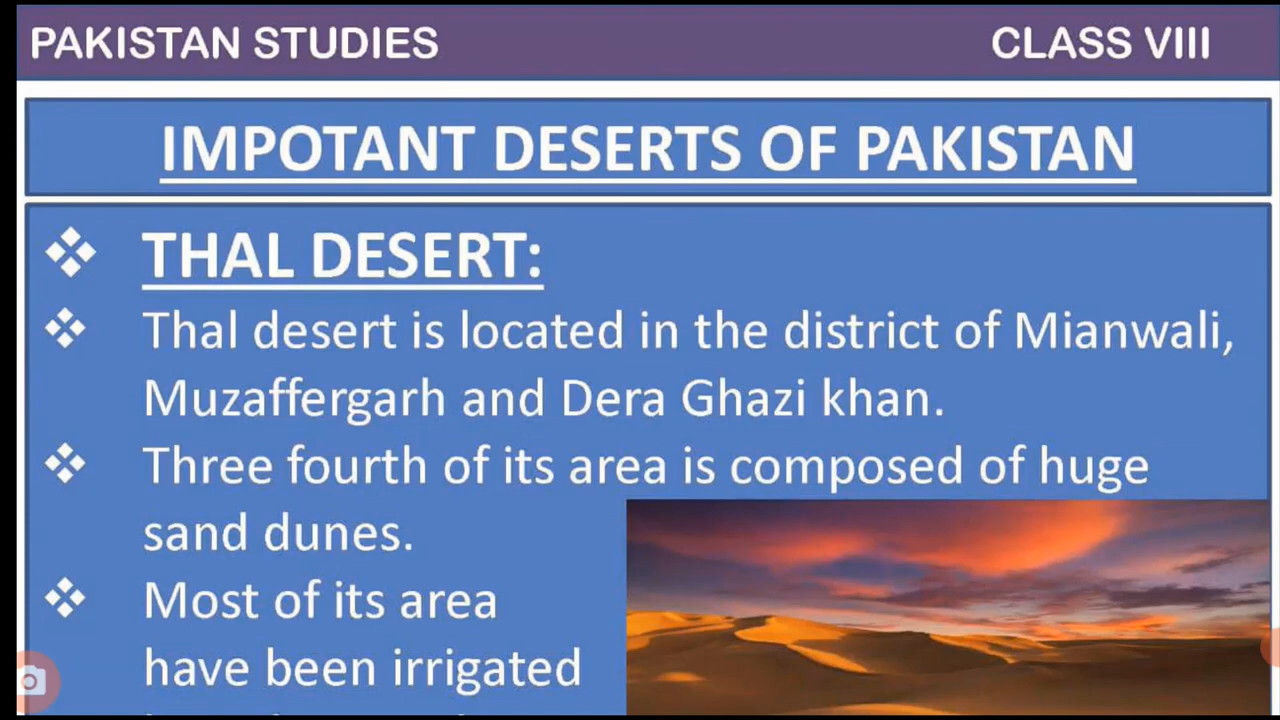 PAKISTAN STUDIES CLASS VIII
IMPOTANT DESERTS OF PAKISTAN
THAL DESERT:
Thal desert is located in the district of Mianwali,
Muzaffergarh and Dera Ghazi khan.
Three fourth of its area is composed of huge
sand dunes.
Most of its area
have been irrigated